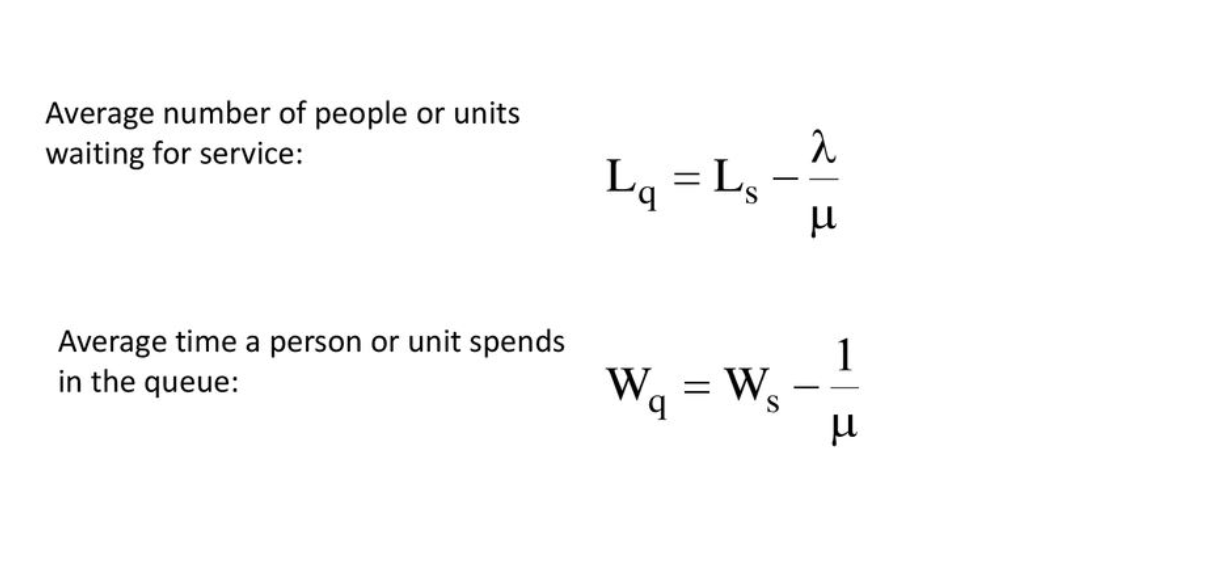 Average number of people or units
waiting for service:
L_q = L_s − λ/μ
Average time a person or unit spends
in the queue:
W_q = W_s − 1/μ